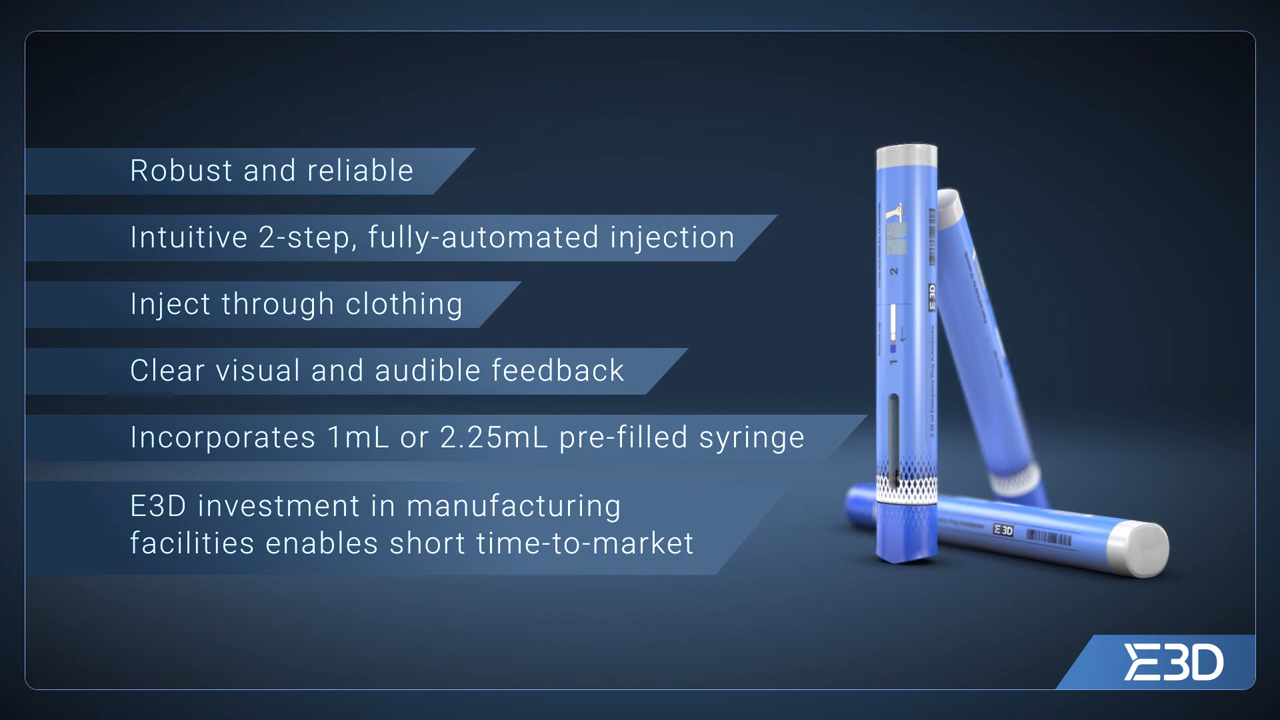 Robust and reliable
Intuitive 2-step, fully-automated injection
Inject through clothing
Clear visual and audible feedback
Incorporates 1mL or 2.25mL pre-filled syringe
E3D investment in manufacturing
facilities enables short time-to-market
2
1
E3D
E3D
E3D